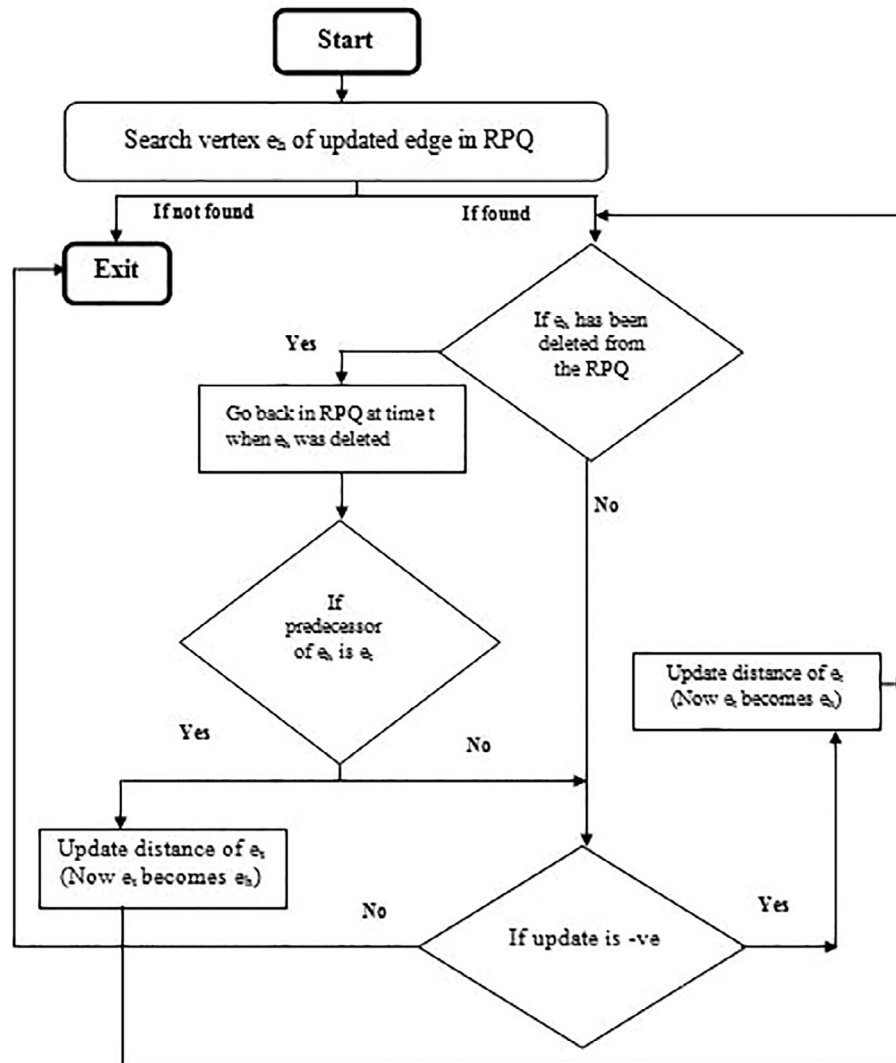 Start
Search vertex eₕ of updated edge in RPQ
If not found
If found
Exit
If eₕ has been
deleted from
the RPQ
Yes
Go back in RPQ at time t
when eₕ was deleted
No
If
predecessor
of eₕ is eₜ
Update distance of eₜ
(Now eₜ becomes eₕ)
Yes
No
Update distance of eₜ
(Now eₜ becomes eₕ)
No
Yes
If update is -ve